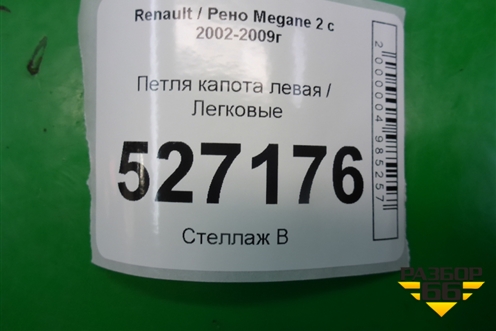 Renault / Рено Megane 2 с
2002-2009г
Петля капота левая /
Легковые
527176
Стеллаж В
2000004985257
РАЗБОР
66